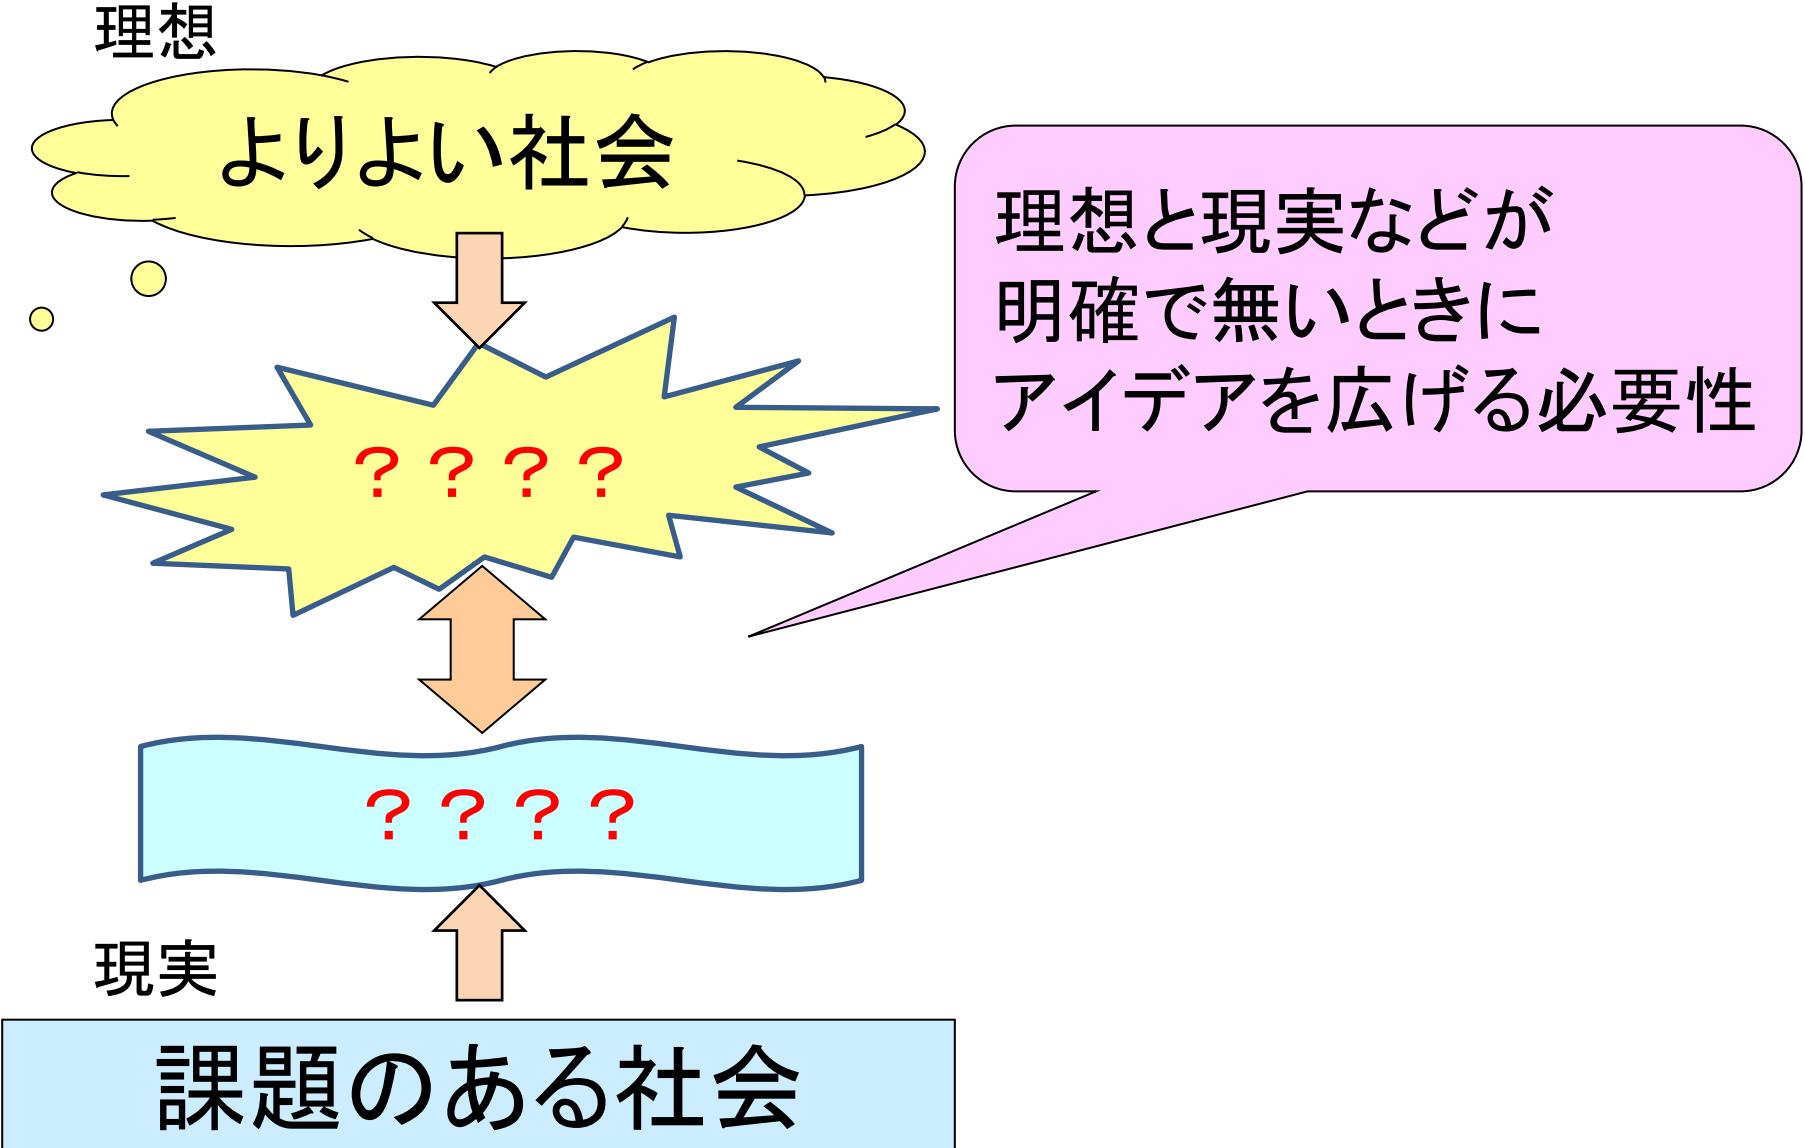 理想
よりよい社会
理想と現実などが
明確で無いときに
アイデアを広げる必要性
????
????
現実
課題のある社会